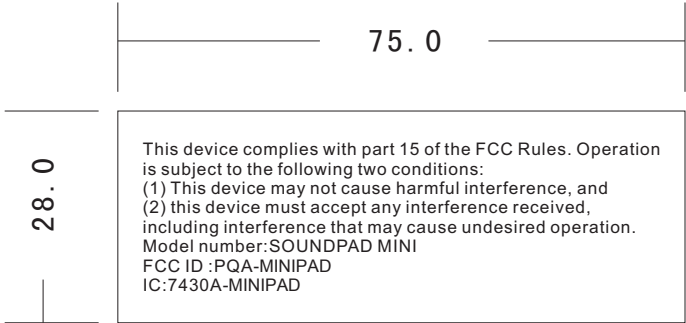 75.0
28.0
This device complies with part 15 of the FCC Rules. Operation
is subject to the following two conditions:
(1) This device may not cause harmful interference, and
(2) this device must accept any interference received,
including interference that may cause undesired operation.
Model number:SOUNDPAD MINI
FCC ID :PQA-MINIPAD
IC:7430A-MINIPAD